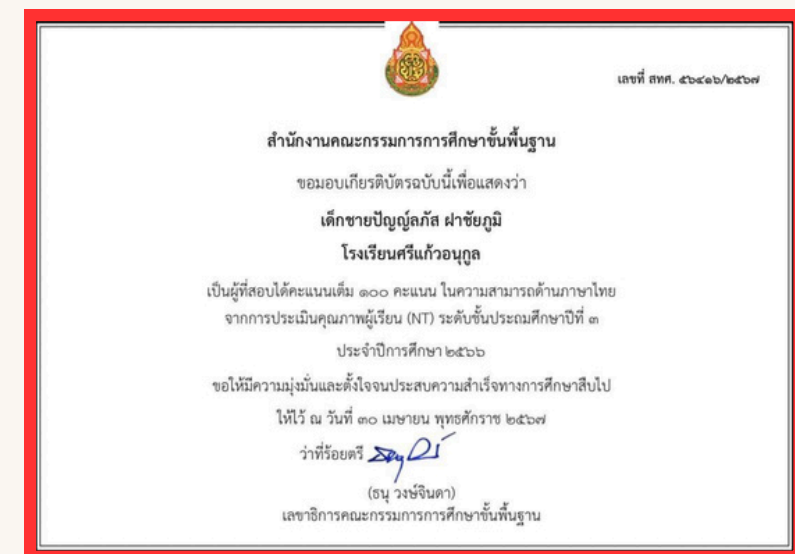 เลขที่ สทศ. ๕๖๔๑๖/๒๕๖๗
สำนักงานคณะกรรมการการศึกษาขั้นพื้นฐาน
ขอมอบเกียรติบัตรฉบับนี้เพื่อแสดงว่า
เด็กชายปัญญ์ลภัส ฝาชัยภูมิ
โรงเรียนศรีแก้วอนุกูล
เป็นผู้ที่สอบได้คะแนนเต็ม ๑๐๐ คะแนน ในความสามารถด้านภาษาไทย
จากการประเมินคุณภาพผู้เรียน (NT) ระดับชั้นประถมศึกษาปีที่ ๓
ประจำปีการศึกษา ๒๕๖๖
ขอให้มีความมุ่งมั่นและตั้งใจจนประสบความสำเร็จทางการศึกษาสืบไป
ให้ไว้ ณ วันที่ ๓๐ เมษายน พุทธศักราช ๒๕๖๗
ว่าที่ร้อยตรี
(ธนุ วงษ์จินดา)
เลขาธิการคณะกรรมการการศึกษาขั้นพื้นฐาน